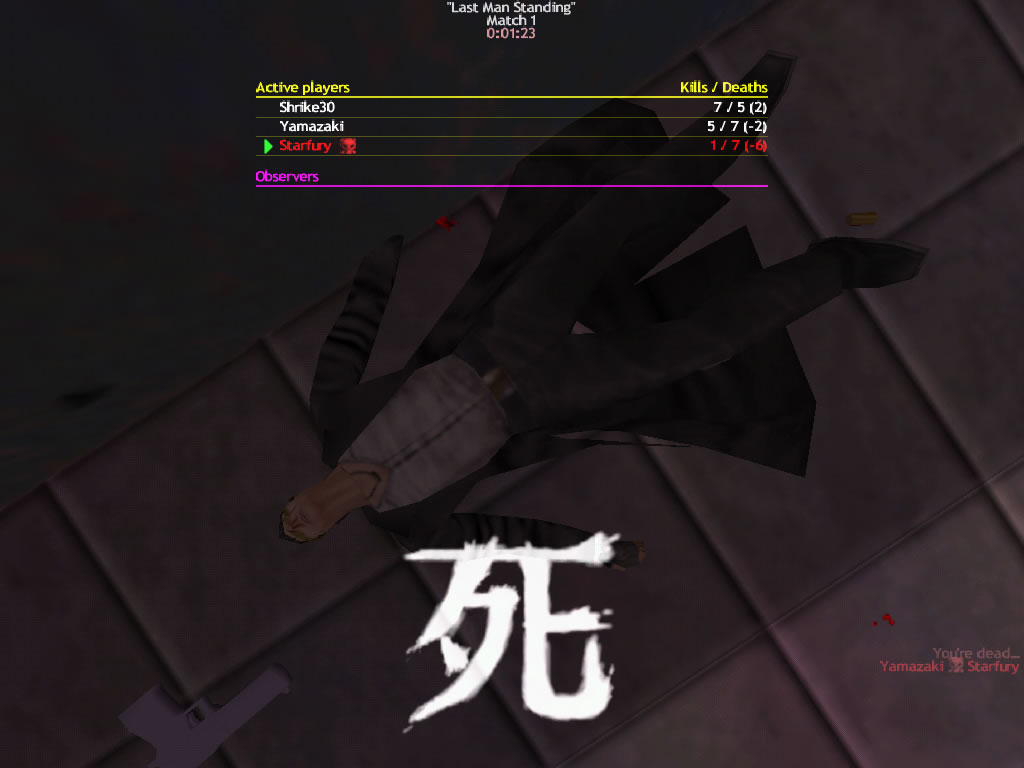 "Last Man Standing"
Match 1
0:01:23
Active players Kills / Deaths
Shrike30 7 / 5 (2)
Yamazaki 5 / 7 (-2)
Starfury 1 / 7 (-6)
Observers
死
You're dead...
Yamazaki Starfury